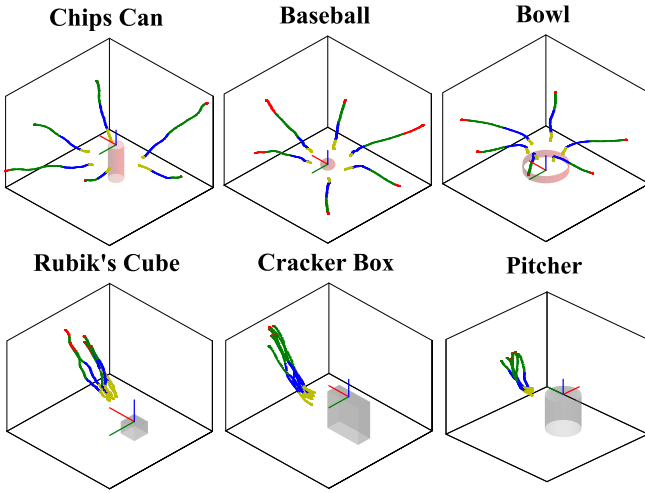 Chips Can
Baseball
Bowl
Rubik's Cube
Cracker Box
Pitcher